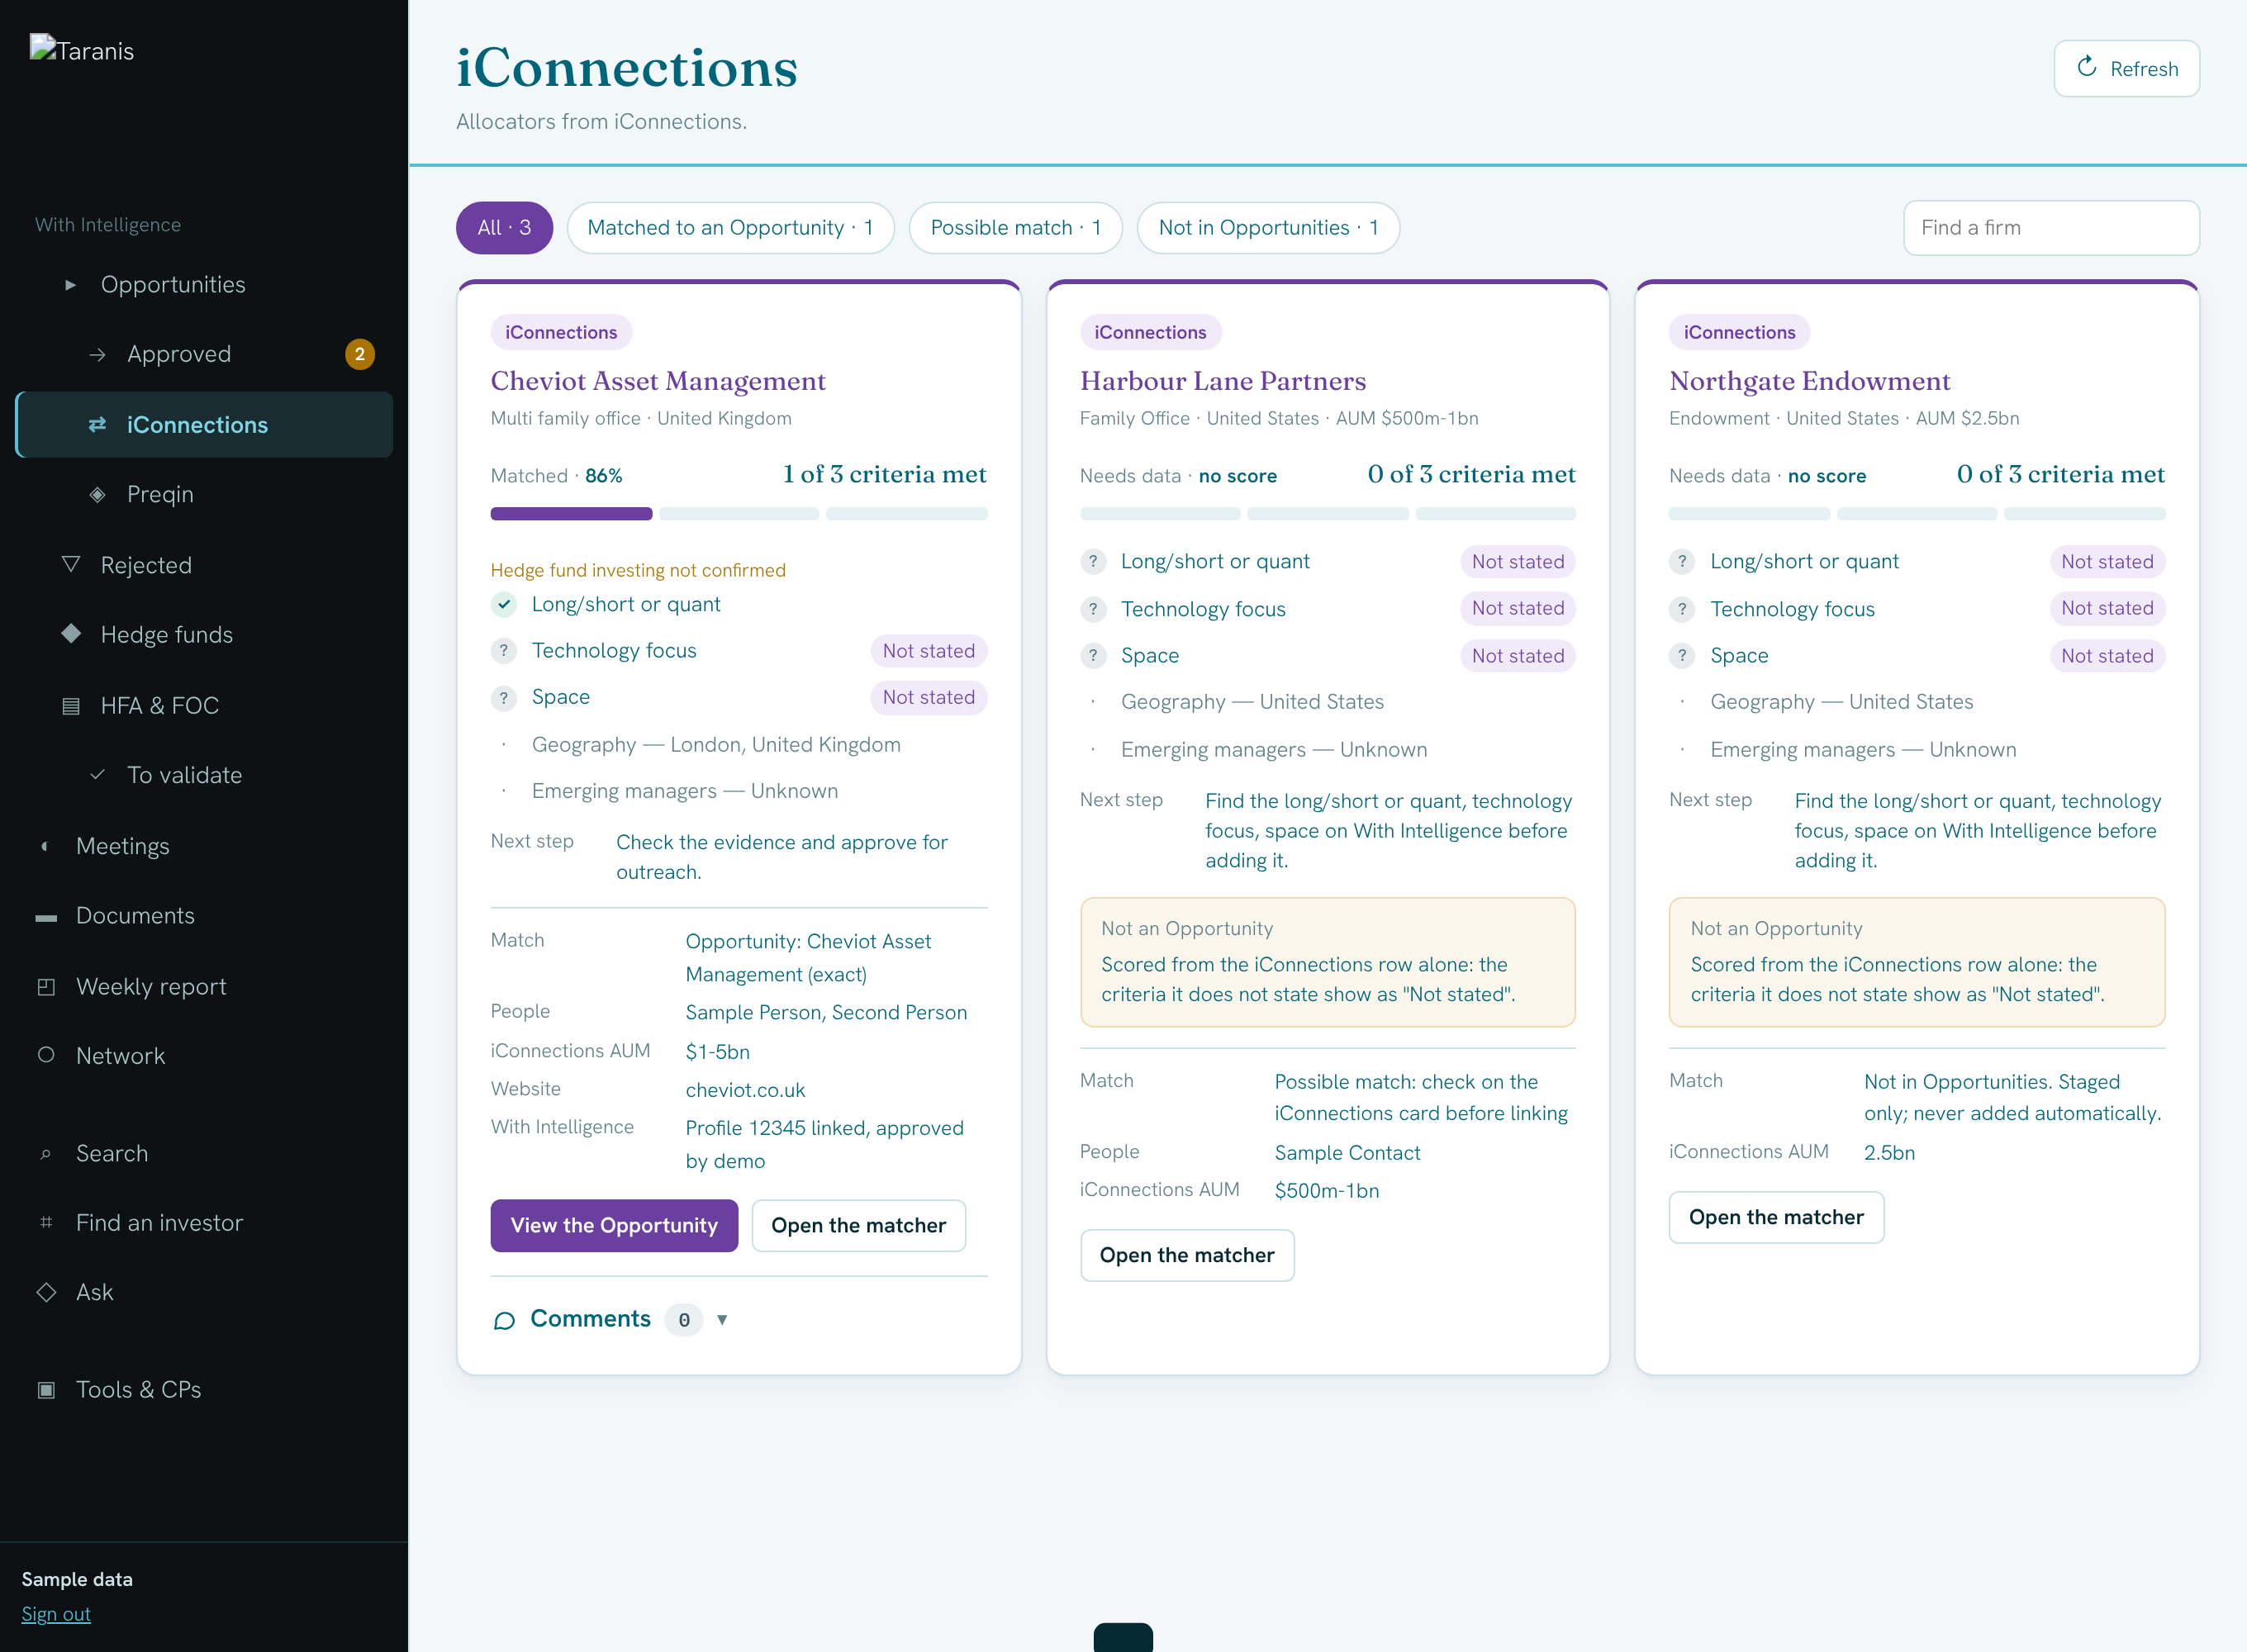 Taranis
With Intelligence
Opportunities
Approved 2
iConnections
Preqin
Rejected
Hedge funds
HFA & FOC
To validate
Meetings
Documents
Weekly report
Network
Search
Find an investor
Ask
Tools & CPs
Sample data
Sign out
iConnections
Allocators from iConnections.
Refresh
All · 3
Matched to an Opportunity · 1
Possible match · 1
Not in Opportunities · 1
Find a firm
iConnections
Cheviot Asset Management
Multi family office · United Kingdom
Matched · 86% 1 of 3 criteria met
Hedge fund investing not confirmed
Long/short or quant
? Technology focus Not stated
? Space Not stated
· Geography — London, United Kingdom
· Emerging managers — Unknown
Next step Check the evidence and approve for
outreach.
Match Opportunity: Cheviot Asset
Management (exact)
People Sample Person, Second Person
iConnections AUM $1-5bn
Website cheviot.co.uk
With Intelligence Profile 12345 linked, approved
by demo
View the Opportunity Open the matcher
Comments 0
iConnections
Harbour Lane Partners
Family Office · United States · AUM $500m-1bn
Needs data · no score 0 of 3 criteria met
? Long/short or quant Not stated
? Technology focus Not stated
? Space Not stated
· Geography — United States
· Emerging managers — Unknown
Next step Find the long/short or quant, technology
focus, space on With Intelligence before
adding it.
Not an Opportunity
Scored from the iConnections row alone: the
criteria it does not state show as "Not stated".
Match Possible match: check on the
iConnections card before linking
People Sample Contact
iConnections AUM $500m-1bn
Open the matcher
iConnections
Northgate Endowment
Endowment · United States · AUM $2.5bn
Needs data · no score 0 of 3 criteria met
? Long/short or quant Not stated
? Technology focus Not stated
? Space Not stated
· Geography — United States
· Emerging managers — Unknown
Next step Find the long/short or quant, technology
focus, space on With Intelligence before
adding it.
Not an Opportunity
Scored from the iConnections row alone: the
criteria it does not state show as "Not stated".
Match Not in Opportunities. Staged
only; never added automatically.
iConnections AUM 2.5bn
Open the matcher